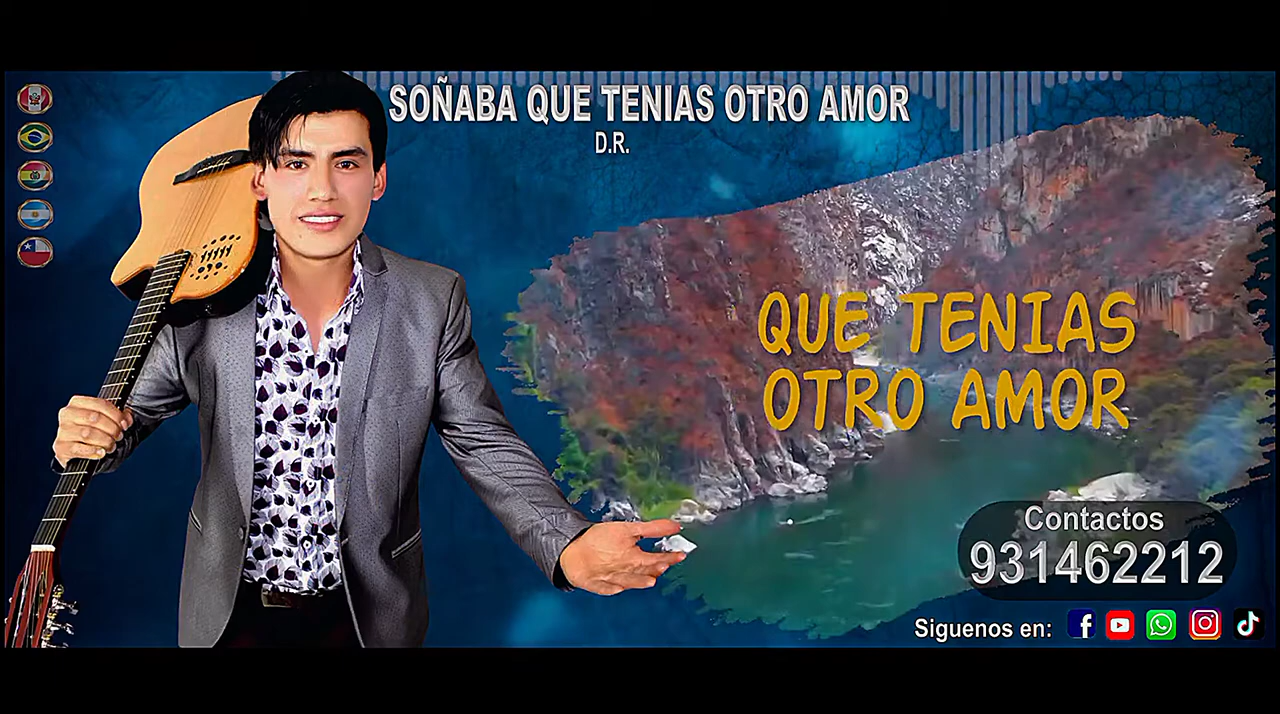 SOÑABA QUE TENIAS OTRO AMOR
D.R.
QUE TENIAS
OTRO AMOR
Contactos
931462212
Siguenos en: